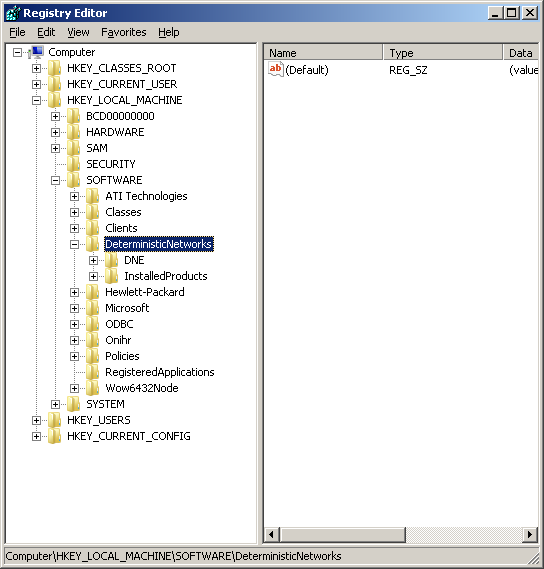 Registry Editor
File Edit View Favorites Help
Computer
HKEY_CLASSES_ROOT
HKEY_CURRENT_USER
HKEY_LOCAL_MACHINE
BCD00000000
HARDWARE
SAM
SECURITY
SOFTWARE
ATI Technologies
Classes
Clients
DeterministicNetworks
DNE
InstalledProducts
Hewlett-Packard
Microsoft
ODBC
Onihr
Policies
RegisteredApplications
Wow6432Node
SYSTEM
HKEY_USERS
HKEY_CURRENT_CONFIG
Name Type Data
ab (Default) REG_SZ (value
Computer\HKEY_LOCAL_MACHINE\SOFTWARE\DeterministicNetworks